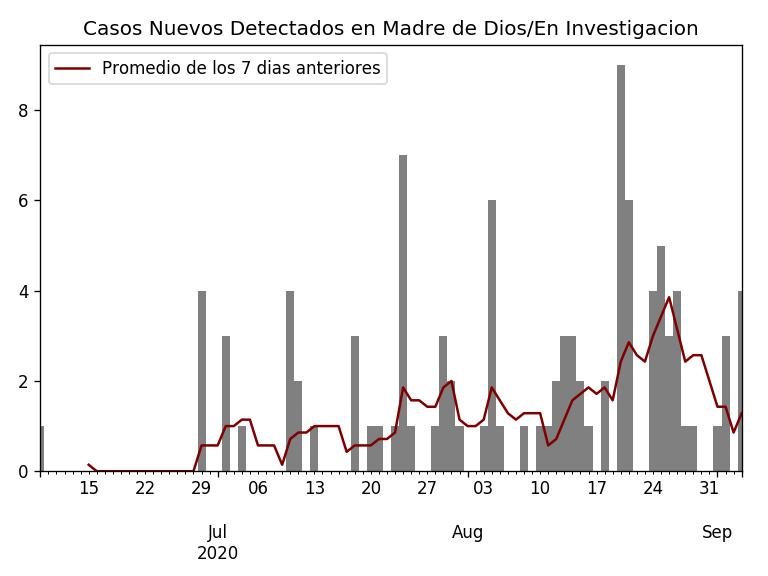 Casos Nuevos Detectados en Madre de Dios/En Investigacion
Promedio de los 7 dias anteriores
8
6
4
2
0
15 22 29 06 13 20 27 03 10 17 24 31
Jul Aug Sep
2020